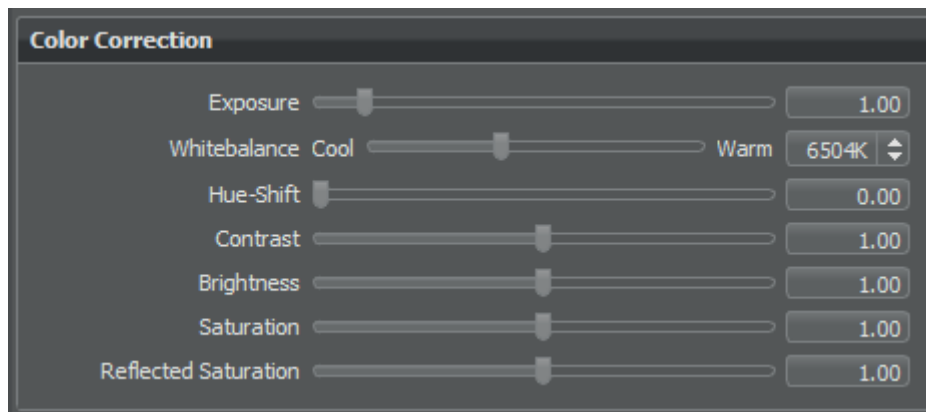 Color Correction
Exposure 1.00
Whitebalance Cool Warm 6504K
Hue-Shift 0.00
Contrast 1.00
Brightness 1.00
Saturation 1.00
Reflected Saturation 1.00